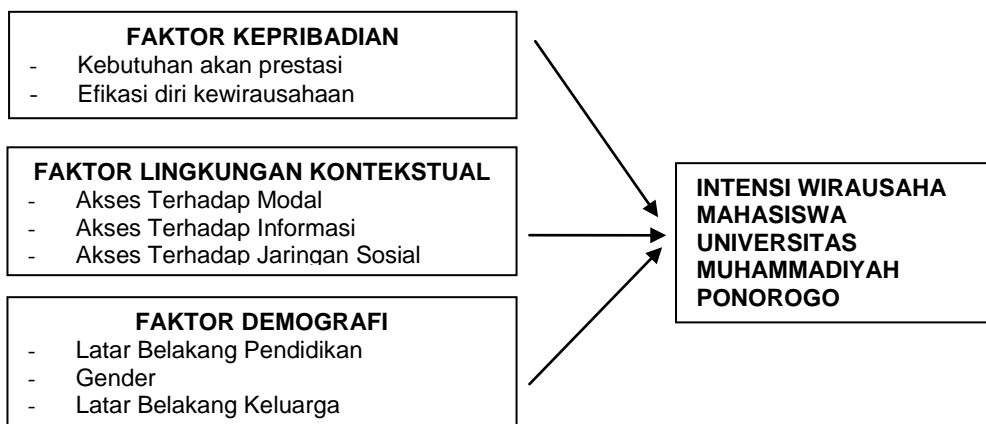 FAKTOR KEPRIBADIAN
- Kebutuhan akan prestasi
- Efikasi diri kewirausahaan
FAKTOR LINGKUNGAN KONTEKSTUAL
- Akses Terhadap Modal
- Akses Terhadap Informasi
- Akses Terhadap Jaringan Sosial
FAKTOR DEMOGRAFI
- Latar Belakang Pendidikan
- Gender
- Latar Belakang Keluarga
INTENSI WIRAUSAHA
MAHASISWA
UNIVERSITAS
MUHAMMADIYAH
PONOROGO